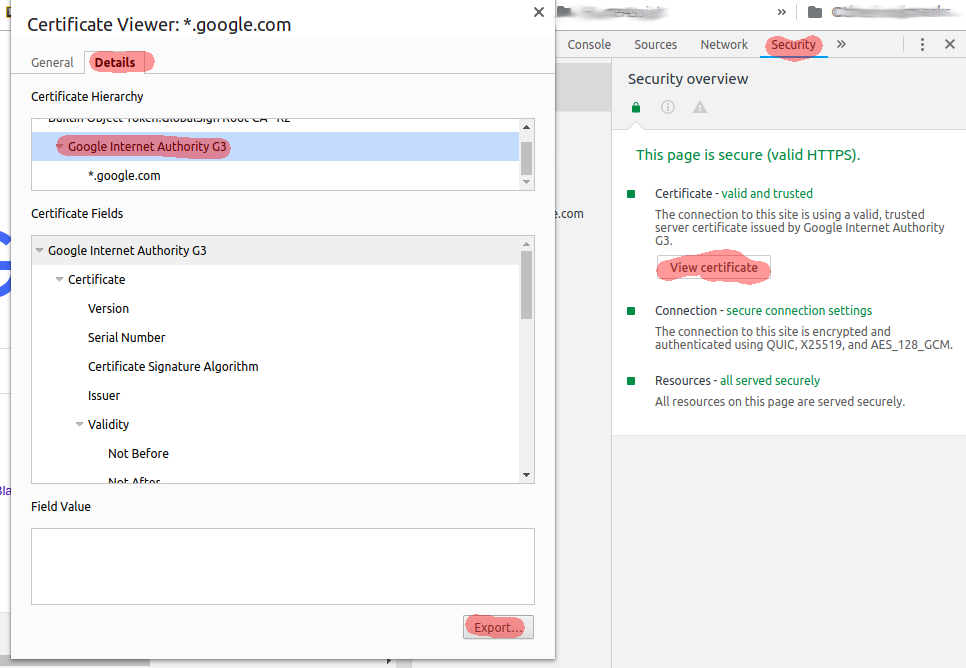 Certificate Viewer: *.google.com
General
Details
Certificate Hierarchy
Builtin Object Token:GlobalSign Root CA - R2
Google Internet Authority G3
*.google.com
Certificate Fields
Google Internet Authority G3
Certificate
Version
Serial Number
Certificate Signature Algorithm
Issuer
Validity
Not Before
Not After
Field Value
Export...
Console
Sources
Network
Security
»
»
Security overview
This page is secure (valid HTTPS).
Certificate - valid and trusted
The connection to this site is using a valid, trusted
server certificate issued by Google Internet Authority
G3.
View certificate
Connection - secure connection settings
The connection to this site is encrypted and
authenticated using QUIC, X25519, and AES_128_GCM.
Resources - all served securely
All resources on this page are served securely.
e.com